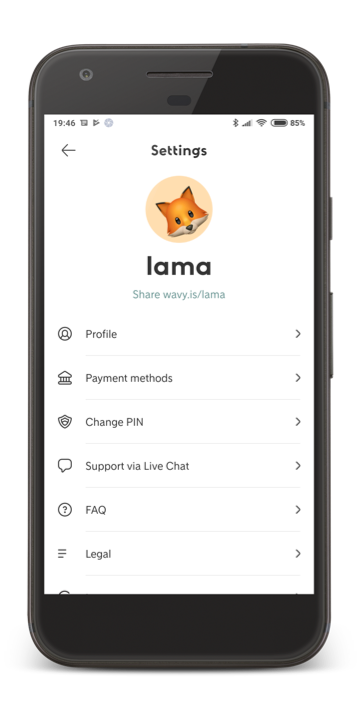 19:46
85%
Settings
lama
Share wavy.is/lama
Profile
Payment methods
Change PIN
Support via Live Chat
FAQ
Legal